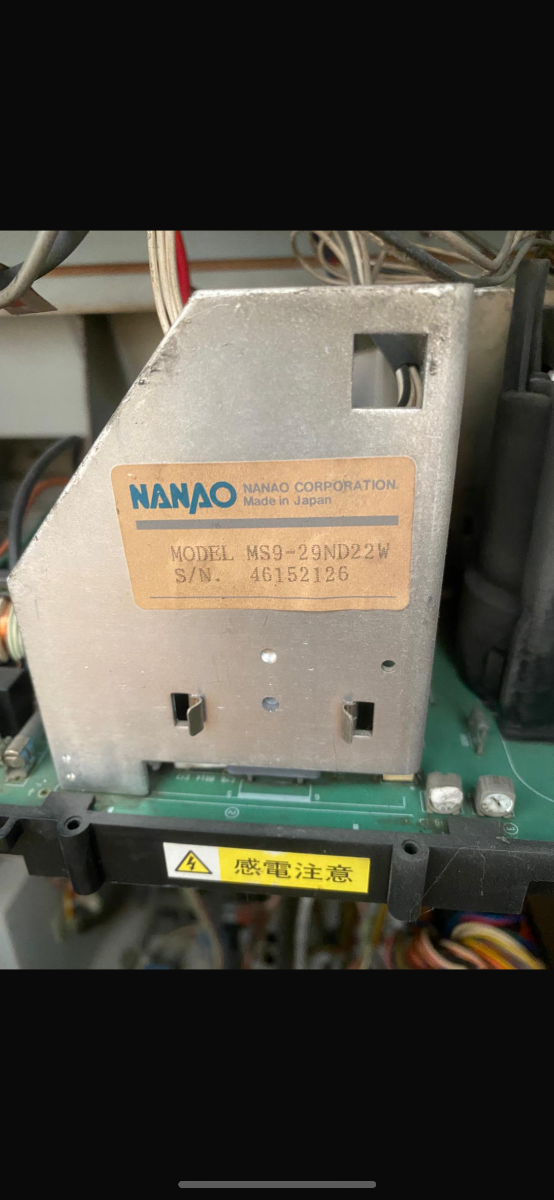 NANAO
NANAO CORPORATION.
Made in Japan
MODEL MS9-29ND22W
S/N. 46152126
感電注意